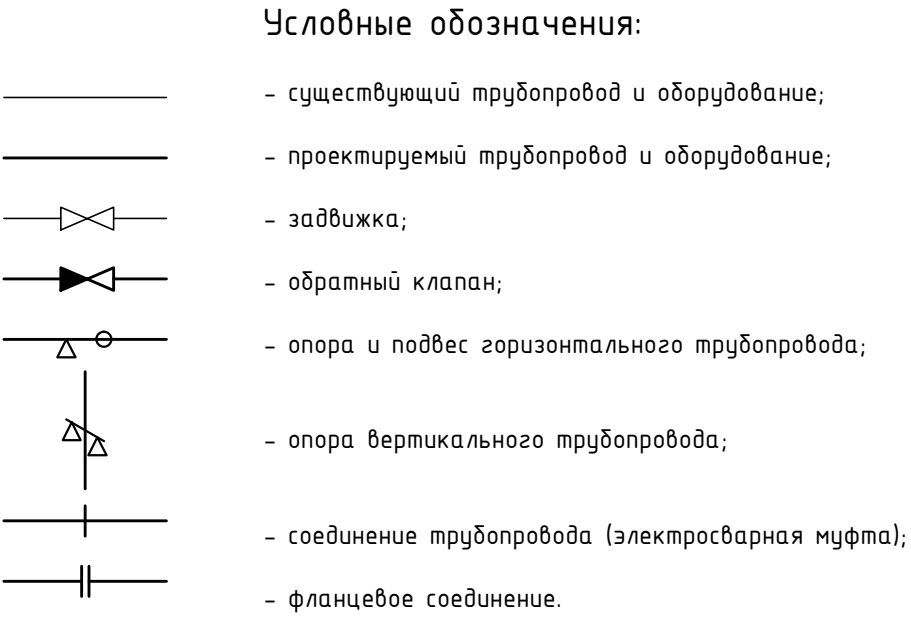 Условные обозначения:
- существующий трубопровод и оборудование;
- проектируемый трубопровод и оборудование;
- задвижка;
- обратный клапан;
- опора и подвес горизонтального трубопровода;
- опора вертикального трубопровода;
- соединение трубопровода (электросварная муфта);
- фланцевое соединение.